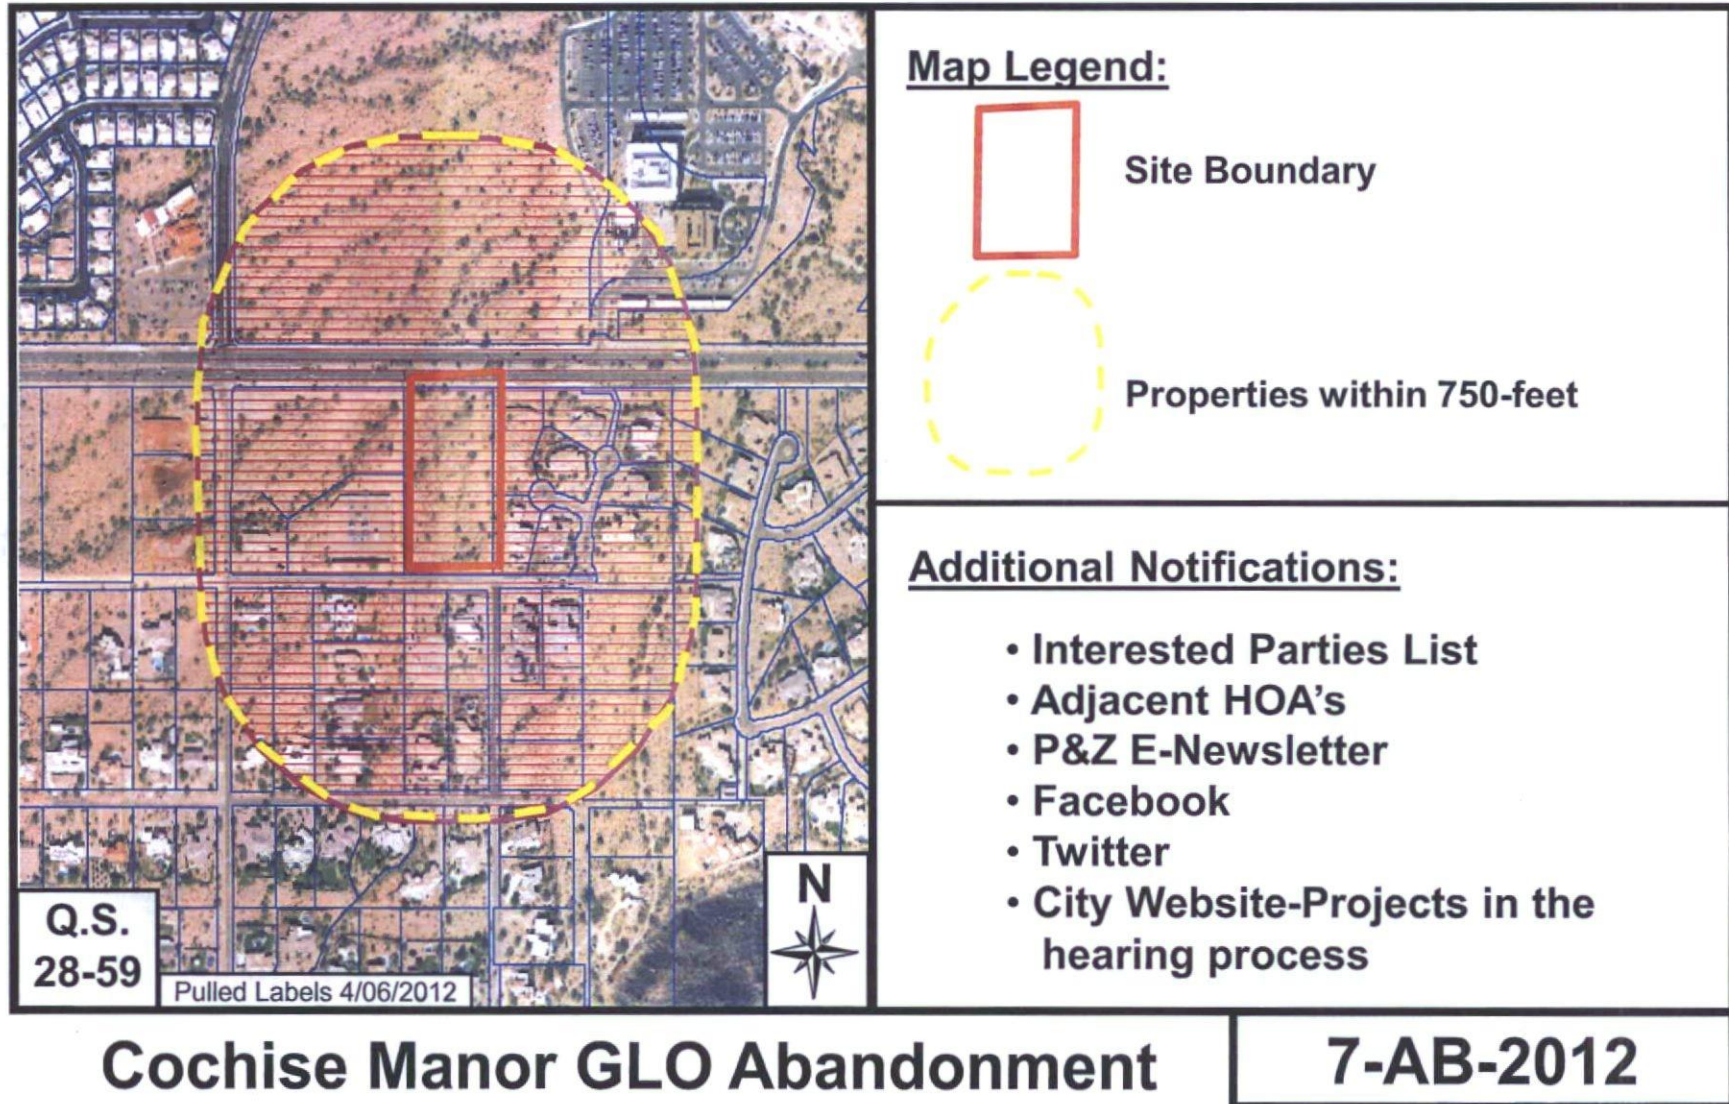 Map Legend:
Site Boundary
Properties within 750-feet
Additional Notifications:
• Interested Parties List
• Adjacent HOA's
• P&Z E-Newsletter
• Facebook
• Twitter
• City Website-Projects in the
hearing process
Q.S.
28-59
Pulled Labels 4/06/2012
N
Cochise Manor GLO Abandonment
7-AB-2012